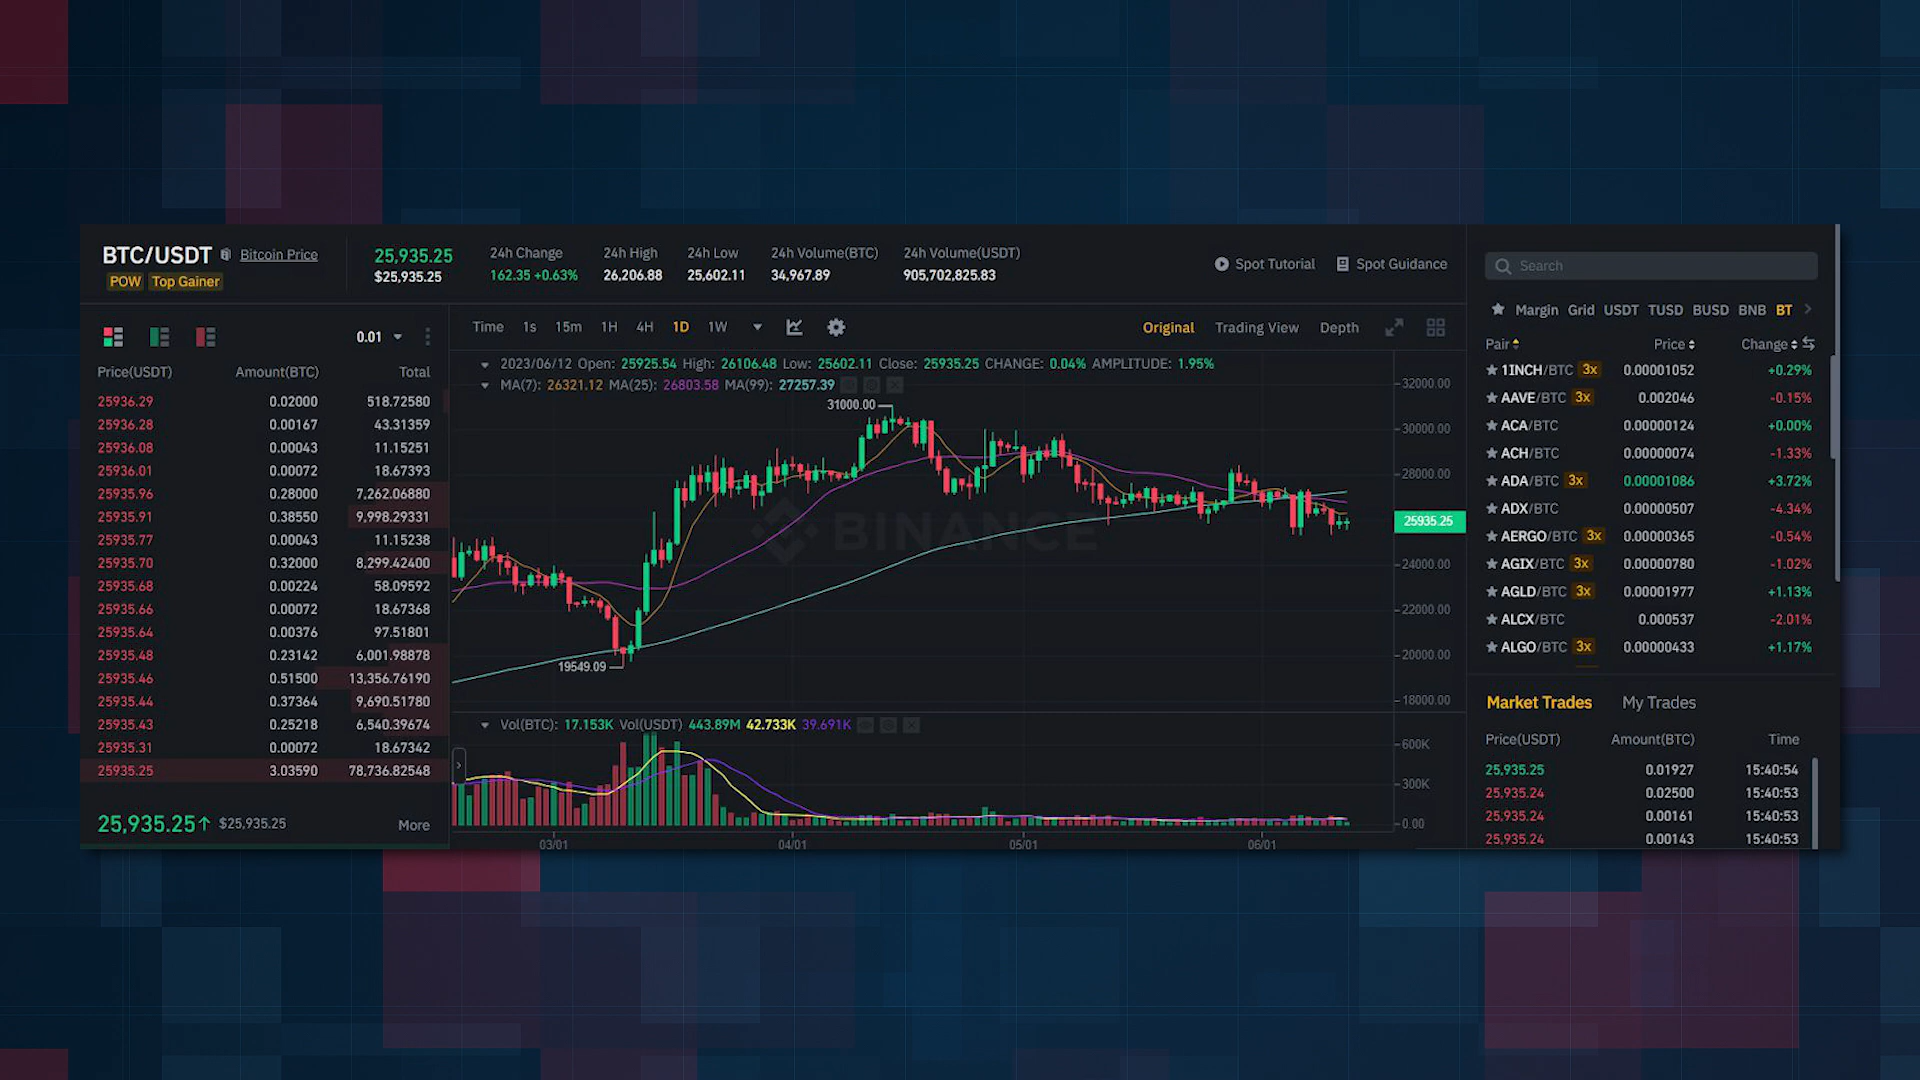 BTC/USDT Bitcoin Price
POW Top Gainer
25,935.25
$25,935.25
24h Change
162.35 +0.63%
24h High
26,206.88
24h Low
25,602.11
24h Volume(BTC)
34,967.89
24h Volume(USDT)
905,702,825.83
Spot Tutorial
Spot Guidance
0.01
Price(USDT) Amount(BTC) Total
25936.29 0.02000 518.72580
25936.28 0.00167 43.31359
25936.08 0.00043 11.15251
25936.01 0.00072 18.67393
25935.96 0.28000 7,262.06880
25935.91 0.38550 9,998.29331
25935.77 0.00043 11.15238
25935.70 0.32000 8,299.42400
25935.68 0.00224 58.09592
25935.66 0.00072 18.67368
25935.64 0.00376 97.51801
25935.48 0.23142 6,001.98878
25935.46 0.51500 13,356.76190
25935.44 0.37364 9,690.51780
25935.43 0.25218 6,540.39674
25935.31 0.00072 18.67342
25935.25 3.03590 78,736.82548
25,935.25↑ $25,935.25 More
Time 1s 15m 1H 4H 1D 1W
Original Trading View Depth
2023/06/12 Open: 25925.54 High: 26106.48 Low: 25602.11 Close: 25935.25 CHANGE: 0.04% AMPLITUDE: 1.95%
MA(7): 26321.12 MA(25): 26803.58 MA(99): 27257.39
31000.00
19549.09
BINANCE
32000.00
30000.00
28000.00
25935.25
24000.00
22000.00
20000.00
18000.00
Vol(BTC): 17.153K Vol(USDT) 443.89M 42.733K 39.691K
600K
300K
0.00
03/01 04/01 05/01 06/01
Search
Margin Grid USDT TUSD BUSD BNB BT
Pair Price Change
1INCH/BTC 3x 0.00001052 +0.29%
AAVE/BTC 3x 0.002046 -0.15%
ACA/BTC 0.00000124 +0.00%
ACH/BTC 0.00000074 -1.33%
ADA/BTC 3x 0.00001086 +3.72%
ADX/BTC 0.00000507 -4.34%
AERGO/BTC 3x 0.00000365 -0.54%
AGIX/BTC 3x 0.00000780 -1.02%
AGLD/BTC 3x 0.00001977 +1.13%
ALCX/BTC 0.000537 -2.01%
ALGO/BTC 3x 0.00000433 +1.17%
Market Trades My Trades
Price(USDT) Amount(BTC) Time
25,935.25 0.01927 15:40:54
25,935.24 0.02500 15:40:53
25,935.24 0.00161 15:40:53
25,935.24 0.00143 15:40:53